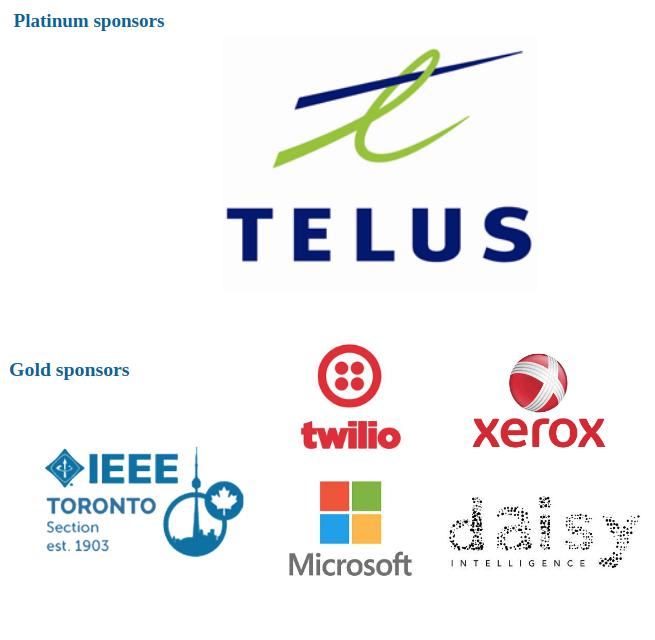 Platinum sponsors
TELUS
Gold sponsors
twilio
xerox
IEEE
TORONTO
Section
est. 1903
Microsoft
daisy
INTELLIGENCE